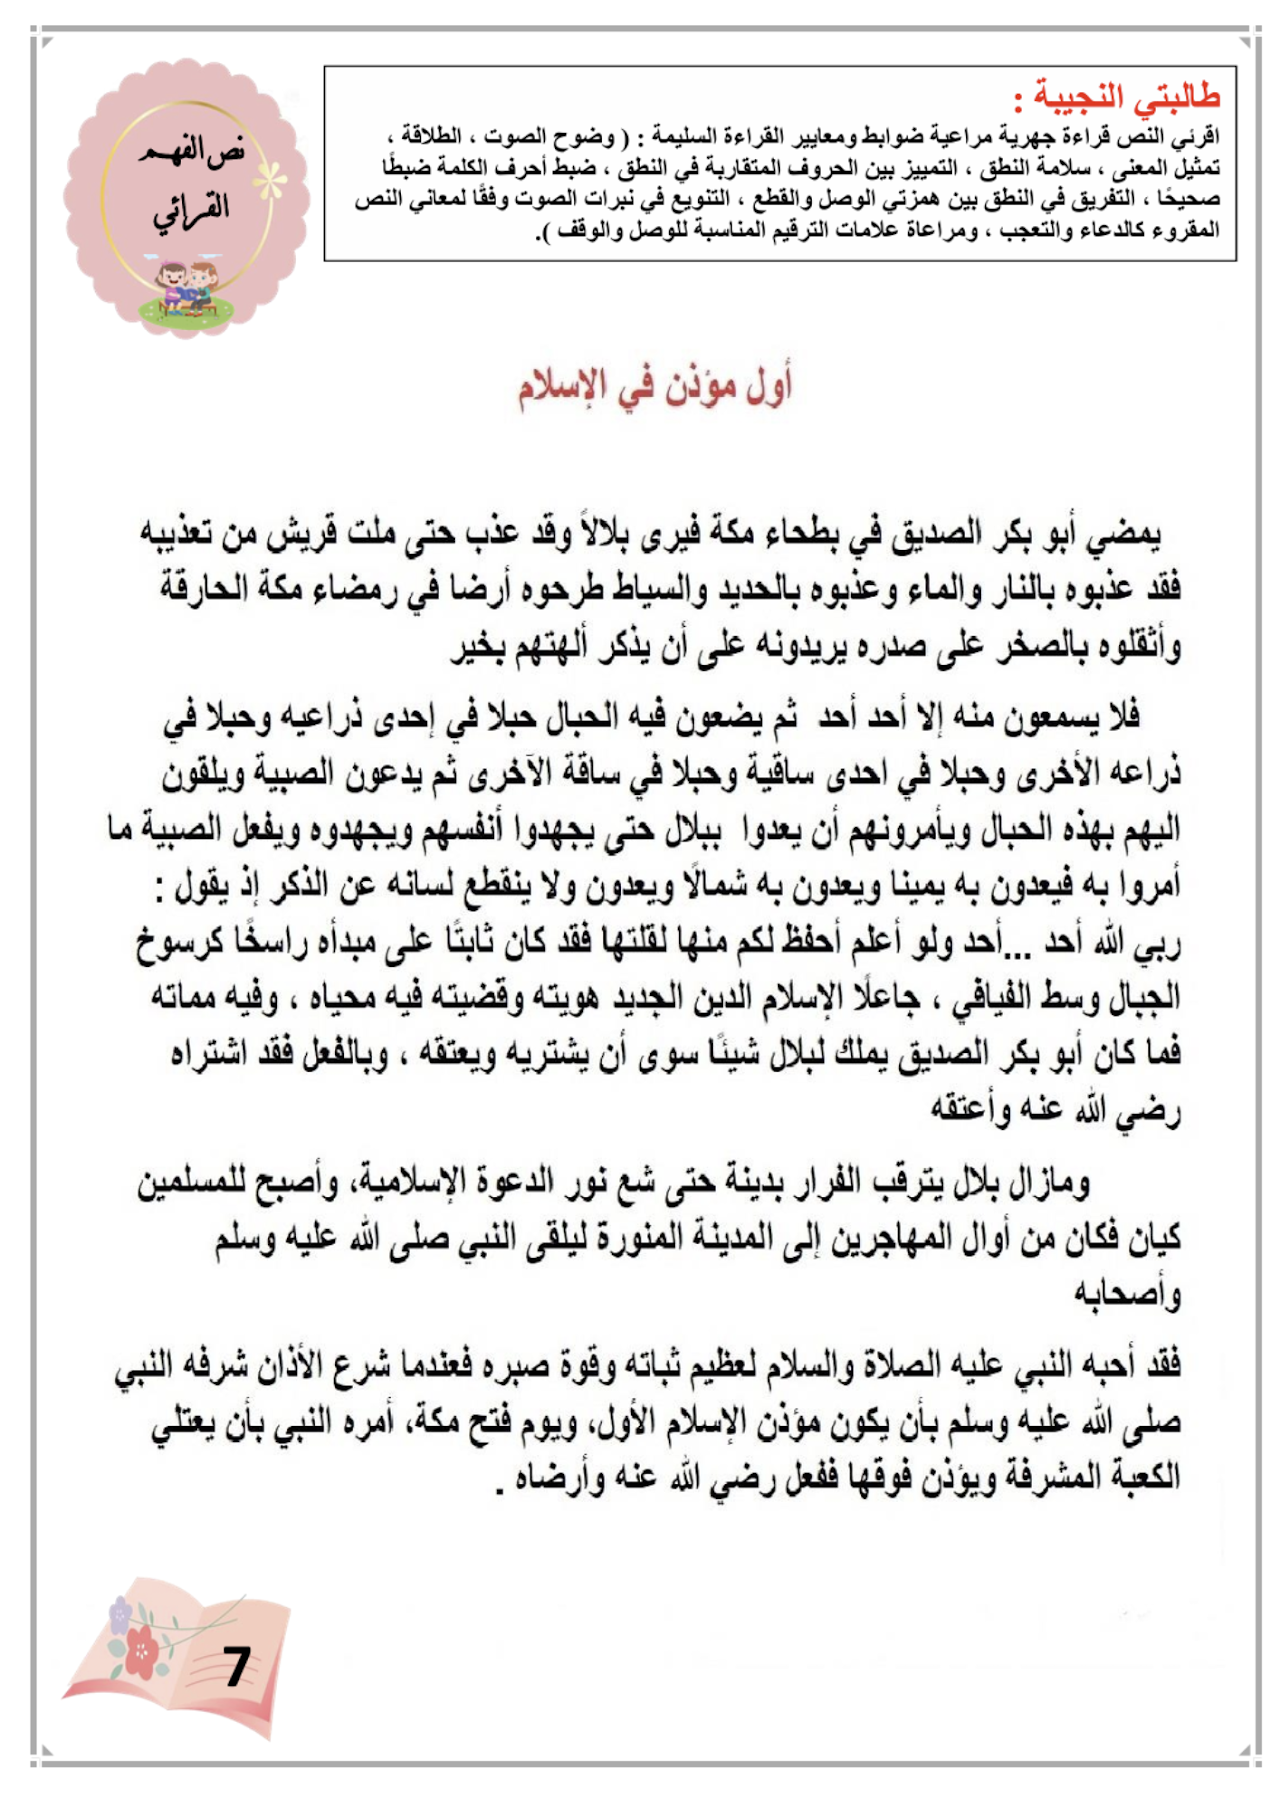 نص الفهم
القرائي
طالبتي النجيبة :
اقرئي النص قراءة جهرية مراعية ضوابط ومعايير القراءة السليمة : ( وضوح الصوت ، الطلاقة ،
تمثيل المعنى ، سلامة النطق ، التمييز بين الحروف المتقاربة في النطق ، ضبط أحرف الكلمة ضبطًا
صحيحًا ، التفريق في النطق بين همزتي الوصل والقطع ، التنويع في نبرات الصوت وفقًا لمعاني النص
المقروء كالدعاء والتعجب ، ومراعاة علامات الترقيم المناسبة للوصل والوقف ).
أول مؤذن في الإسلام
يمضي أبو بكر الصديق في بطحاء مكة فيرى بلالاً وقد عذب حتى ملت قريش من تعذيبه
فقد عذبوه بالنار والماء وعذبوه بالحديد والسياط طرحوه أرضا في رمضاء مكة الحارقة
وأثقلوه بالصخر على صدره يريدونه على أن يذكر ألهتهم بخير
فلا يسمعون منه إلا أحد أحد ثم يضعون فيه الحبال حبلا في إحدى ذراعيه وحبلا في
ذراعه الأخرى وحبلا في احدى ساقية وحبلا في ساقة الآخرى ثم يدعون الصبية ويلقون
اليهم بهذه الحبال ويأمرونهم أن يعدوا ببلال حتى يجهدوا أنفسهم ويجهدوه ويفعل الصبية ما
أمروا به فيعدون به يمينا ويعدون به شمالًا ويعدون ولا ينقطع لسانه عن الذكر إذ يقول :
ربي الله أحد ...أحد ولو أعلم أحفظ لكم منها لقلتها فقد كان ثابتًا على مبدأه راسخًا كرسوخ
الجبال وسط الفيافي ، جاعلًا الإسلام الدين الجديد هويته وقضيته فيه محياه ، وفيه مماته
فما كان أبو بكر الصديق يملك لبلال شيئًا سوى أن يشتريه ويعتقه ، وبالفعل فقد اشتراه
رضي الله عنه وأعتقه
ومازال بلال يترقب الفرار بدينة حتى شع نور الدعوة الإسلامية، وأصبح للمسلمين
كيان فكان من أوال المهاجرين إلى المدينة المنورة ليلقى النبي صلى الله عليه وسلم
وأصحابه
فقد أحبه النبي عليه الصلاة والسلام لعظيم ثباته وقوة صبره فعندما شرع الأذان شرفه النبي
صلى الله عليه وسلم بأن يكون مؤذن الإسلام الأول، ويوم فتح مكة، أمره النبي بأن يعتلي
الكعبة المشرفة ويؤذن فوقها ففعل رضي الله عنه وأرضاه .
7